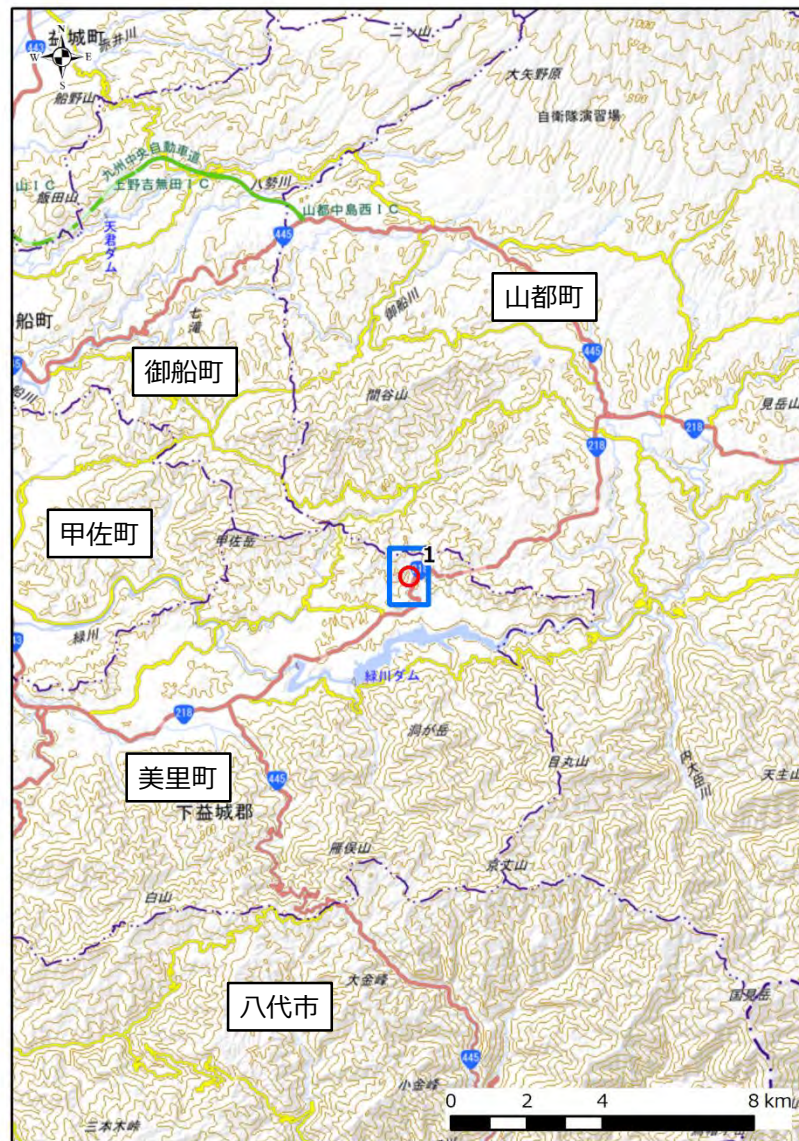 益城町
赤井川
二ッ山
N
W
E
S
443
船野山
大矢野原
自衛隊演習場
九州中央自動車道
山IC
飯田山
上野吉無田IC
八勢川
山都中島西IC
天君ダム
445
山都町
七滝
御船川
船町
445
御船町
間谷山
見岳山
218
218
甲佐町
甲佐岳
1
緑川
緑川ダム
218
洞が岳
目丸山
内大臣川
天主山
美里町
445
下益城郡
雁俣山
京丈山
白山
大金峰
国見岳
八代市
445
小金峰
三本木峠
0 2 4 6 8 km